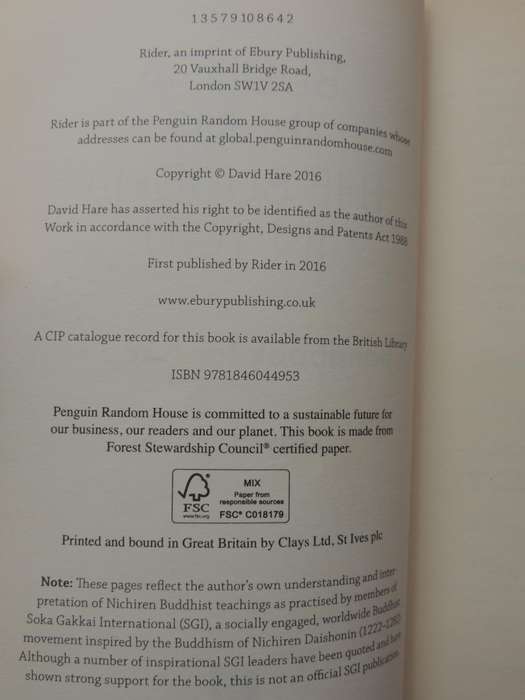 1 3 5 7 9 10 8 6 4 2
Rider, an imprint of Ebury Publishing,
20 Vauxhall Bridge Road,
London SW1V 2SA
Rider is part of the Penguin Random House group of companies whose
addresses can be found at global.penguinrandomhouse.com
Copyright © David Hare 2016
David Hare has asserted his right to be identified as the author of this
Work in accordance with the Copyright, Designs and Patents Act 1988
First published by Rider in 2016
www.eburypublishing.co.uk
A CIP catalogue record for this book is available from the British Library
ISBN 9781846044953
Penguin Random House is committed to a sustainable future for
our business, our readers and our planet. This book is made from
Forest Stewardship Council® certified paper.
FSC
www.fsc.org
MIX
Paper from
responsible sources
FSC® C018179
Printed and bound in Great Britain by Clays Ltd, St Ives plc
Note: These pages reflect the author's own understanding and inter-
pretation of Nichiren Buddhist teachings as practised by members of
Soka Gakkai International (SGI), a socially engaged, worldwide Buddhist
movement inspired by the Buddhism of Nichiren Daishonin (1222–1282).
Although a number of inspirational SGI leaders have been quoted and have
shown strong support for the book, this is not an official SGI publication.